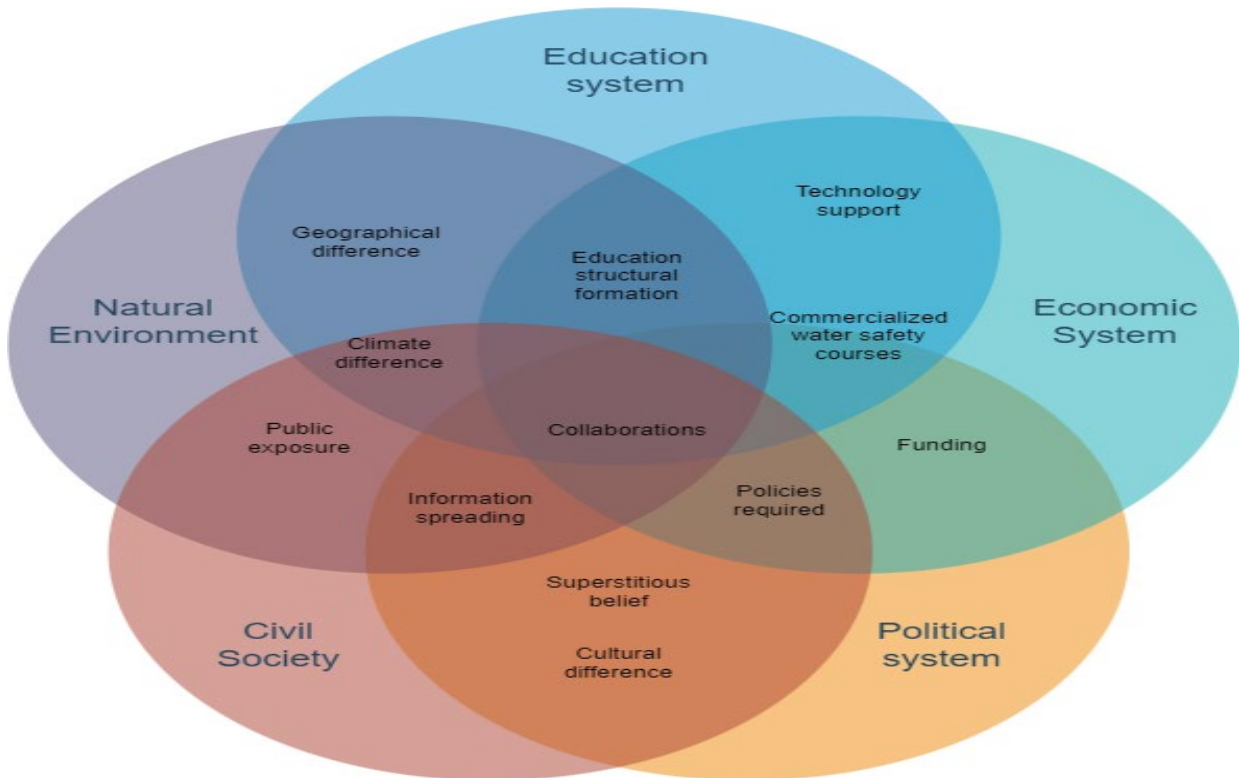 Education
system
Technology
support
Geographical
difference
Education
structural
formation
Natural
Environment
Economic
System
Commercialized
water safety
courses
Climate
difference
Public
exposure
Collaborations
Funding
Information
spreading
Policies
required
Superstitious
belief
Civil
Society
Political
system
Cultural
difference